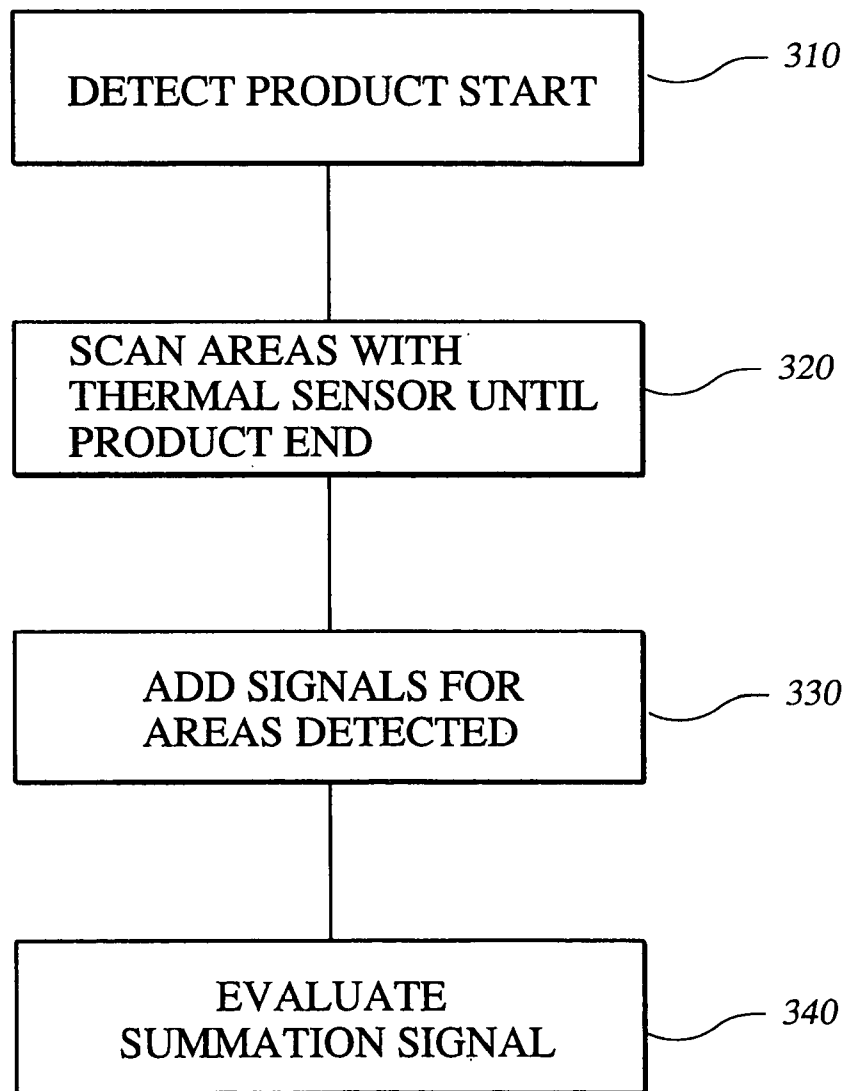 DETECT PRODUCT START
310
SCAN AREAS WITH
THERMAL SENSOR UNTIL
PRODUCT END
320
ADD SIGNALS FOR
AREAS DETECTED
330
EVALUATE
SUMMATION SIGNAL
340